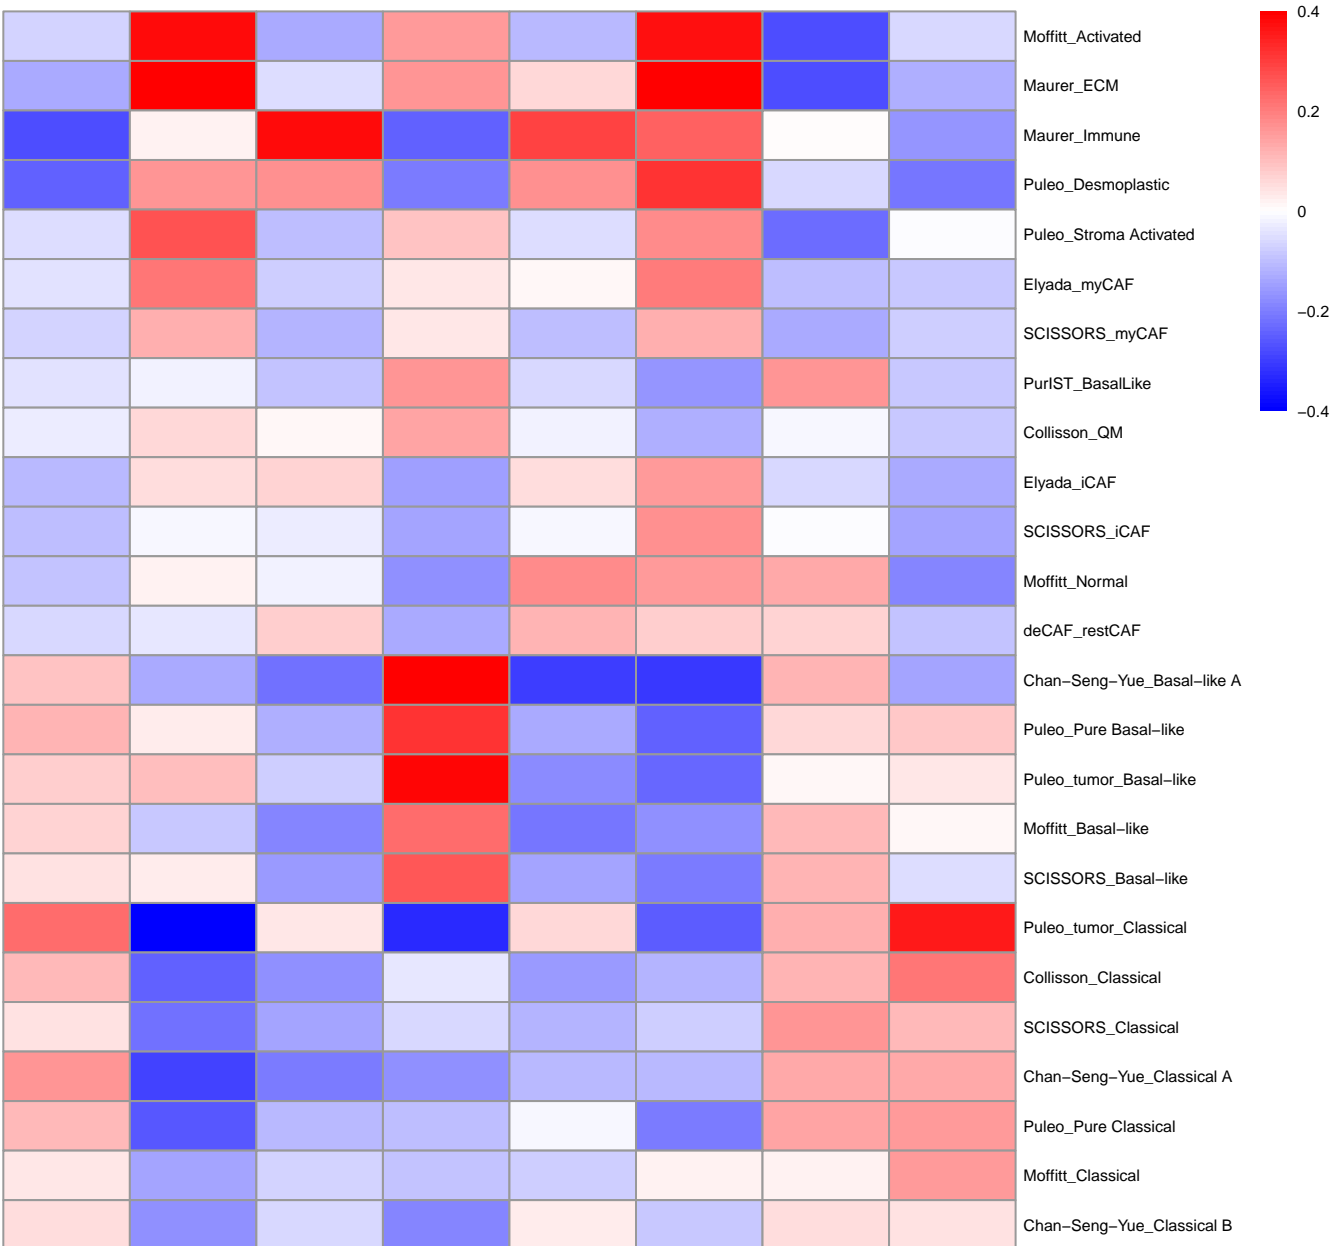 Moffitt_Activated
Maurer_ECM
Maurer_Immune
Puleo_Desmoplastic
Puleo_Stroma Activated
Elyada_myCAF
SCISSORS_myCAF
PurIST_BasalLike
Collisson_QM
Elyada_iCAF
SCISSORS_iCAF
Moffitt_Normal
deCAF_restCAF
Chan−Seng−Yue_Basal−like A
Puleo_Pure Basal−like
Puleo_tumor_Basal−like
Moffitt_Basal−like
SCISSORS_Basal−like
Puleo_tumor_Classical
Collisson_Classical
SCISSORS_Classical
Chan−Seng−Yue_Classical A
Puleo_Pure Classical
Moffitt_Classical
Chan−Seng−Yue_Classical B
0.4
0.2
0
−0.2
−0.4